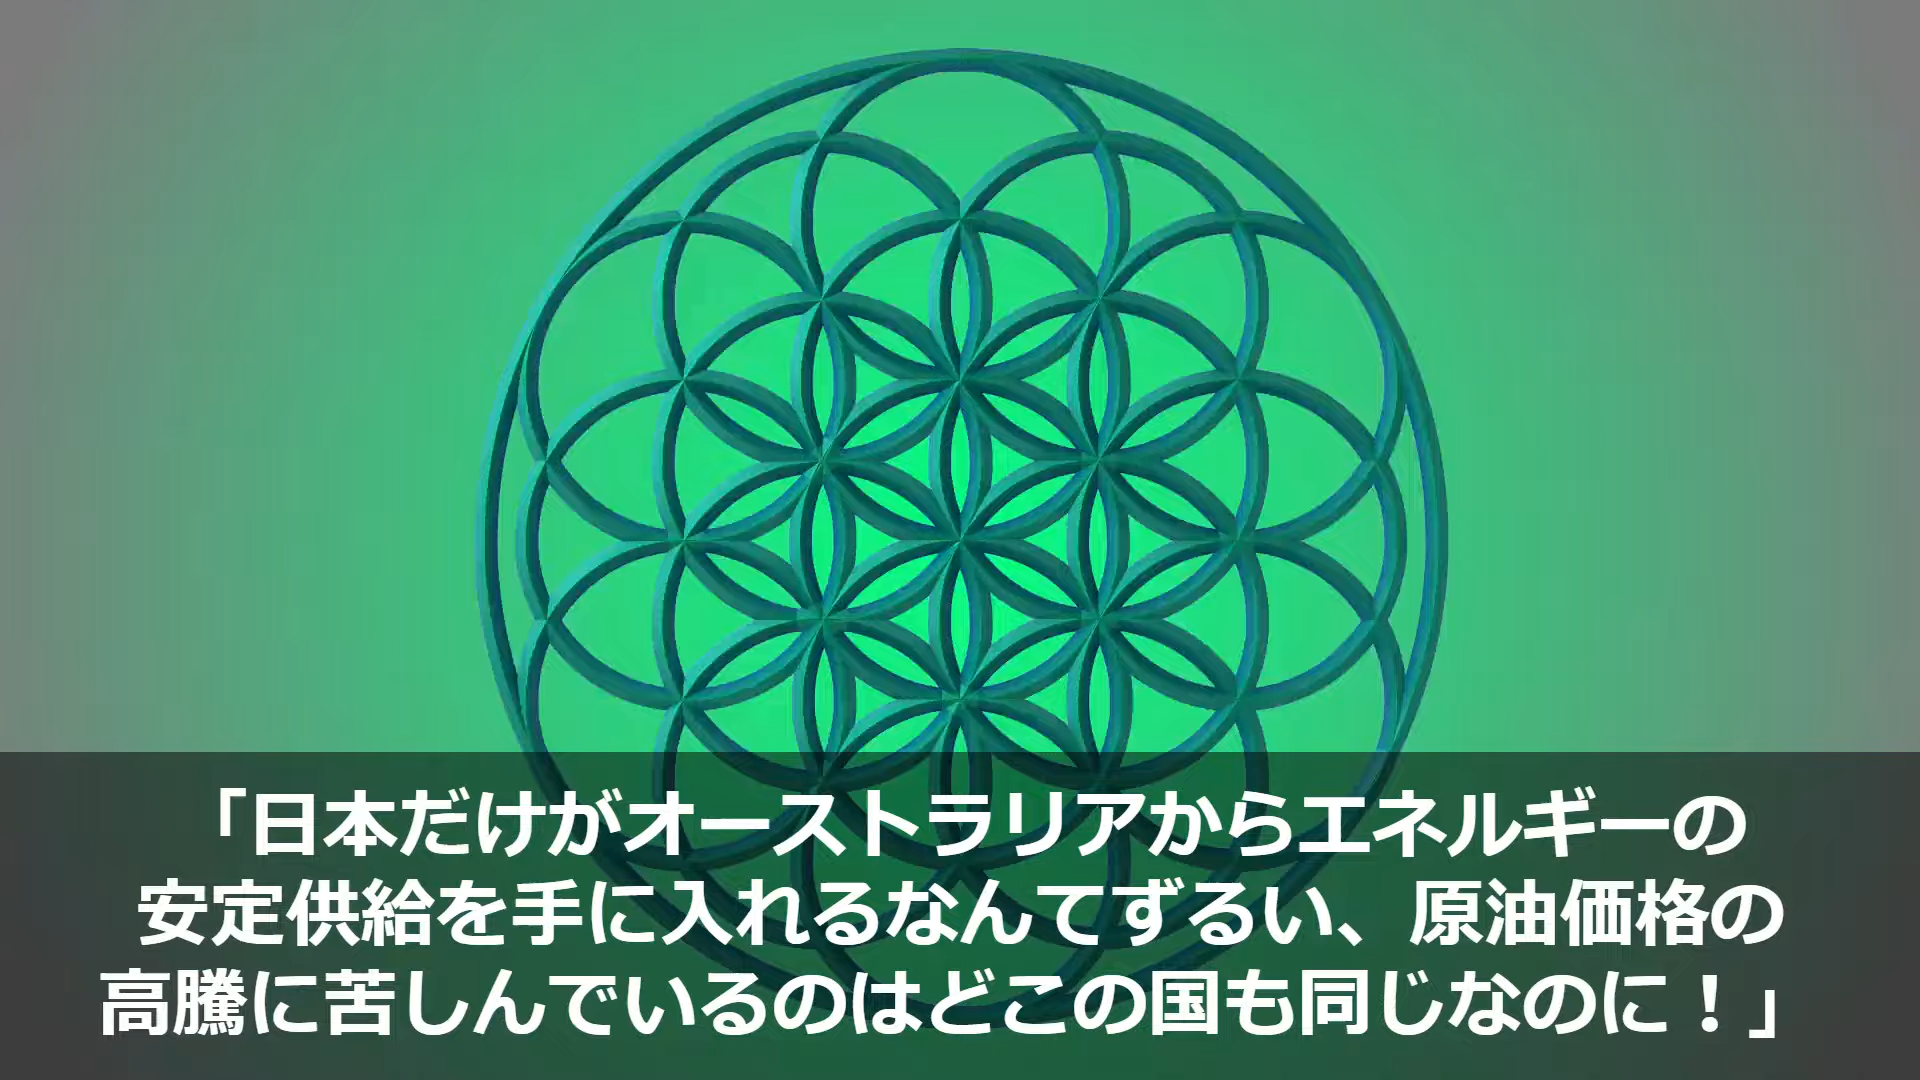 「日本だけがオーストラリアからエネルギーの
安定供給を手に入れるなんてずるい、原油価格の
高騰に苦しんでいるのはどこの国も同じなのに！」